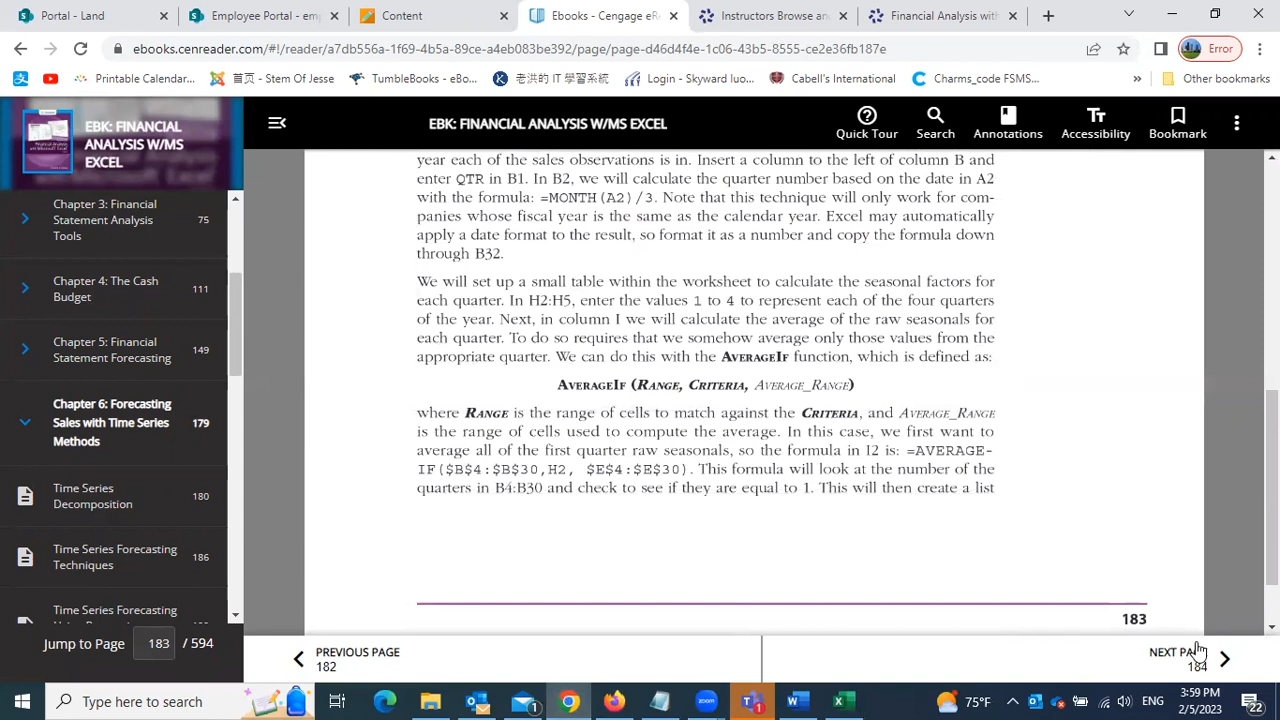 Portal - Land
Employee Portal - emp
Content
Ebooks - Cengage eRe
Instructors Browse and
Financial Analysis with
ebooks.cenreader.com/#!/reader/a7db556a-1f69-4b5a-89ce-a4eb083be392/page/page-d46d4f4e-1c06-43b5-8555-ce2e36fb187e
Error
Printable Calendar...
首页 - Stem Of Jesse
TumbleBooks - eBo...
老洪的 IT 學習系統
Login - Skyward Iuo...
Cabell's International
Charms_code FSMS...
Other bookmarks
EBK: FINANCIAL
ANALYSIS W/MS
EXCEL
EBK: FINANCIAL ANALYSIS W/MS EXCEL
Quick Tour
Search
Annotations
Accessibility
Bookmark
Chapter 3: Financial
Statement Analysis
Tools
75
Chapter 4: The Cash
Budget
111
Chapter 5: Financial
Statement Forecasting
149
Chapter 6: Forecasting
Sales with Time Series
Methods
179
Time Series
Decomposition
180
Time Series Forecasting
Techniques
186
Time Series Forecasting
Jump to Page 183 / 594
year each of the sales observations is in. Insert a column to the left of column B and
enter QTR in B1. In B2, we will calculate the quarter number based on the date in A2
with the formula: =MONTH(A2)/3. Note that this technique will only work for com-
panies whose fiscal year is the same as the calendar year. Excel may automatically
apply a date format to the result, so format it as a number and copy the formula down
through B32.
We will set up a small table within the worksheet to calculate the seasonal factors for
each quarter. In H2:H5, enter the values 1 to 4 to represent each of the four quarters
of the year. Next, in column I we will calculate the average of the raw seasonals for
each quarter. To do so requires that we somehow average only those values from the
appropriate quarter. We can do this with the AVERAGEIF function, which is defined as:
AVERAGEIF (RANGE, CRITERIA, AVERAGE_RANGE)
where RANGE is the range of cells to match against the CRITERIA, and AVERAGE_RANGE
is the range of cells used to compute the average. In this case, we first want to
average all of the first quarter raw seasonals, so the formula in I2 is: =AVERAGE-
IF($B$4:$B$30,H2, $E$4:$E$30). This formula will look at the number of the
quarters in B4:B30 and check to see if they are equal to 1. This will then create a list
183
PREVIOUS PAGE
182
NEXT PA
184
Type here to search
75°F
ENG
3:59 PM
2/5/2023
22